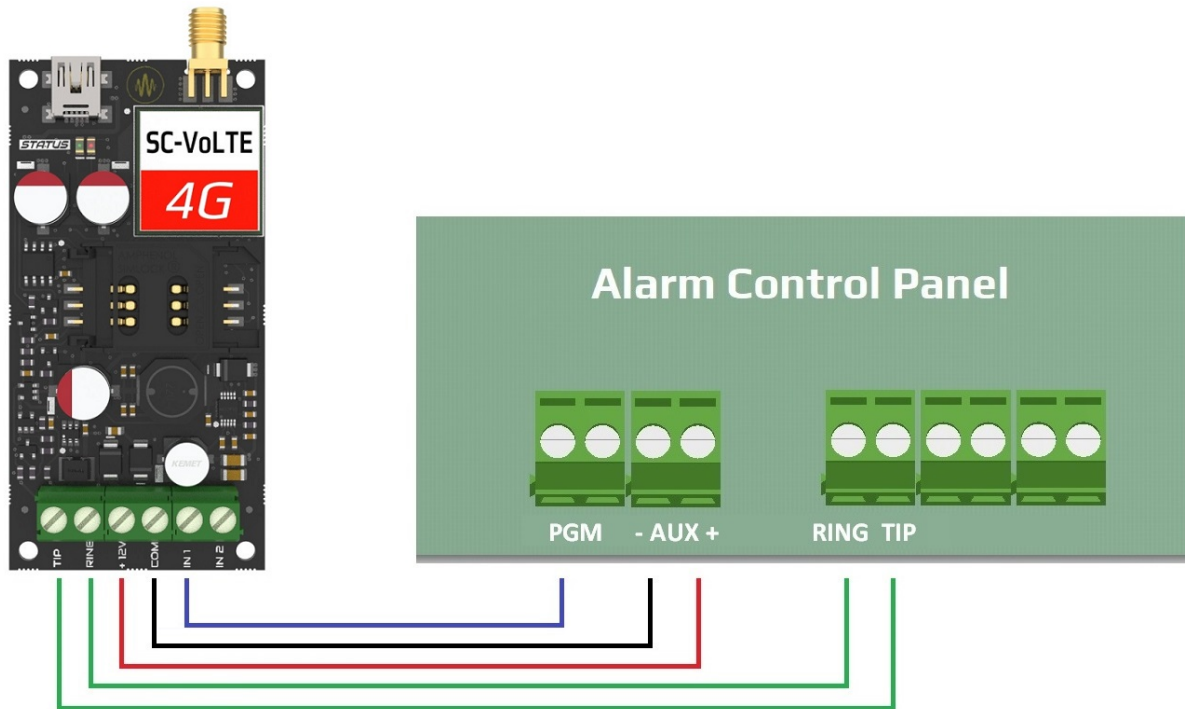 STATUS
SC-VoLTE
4G
KEMET
TIP
RING
+ 12V
COM
IN 1
IN 2
Alarm Control Panel
PGM
- AUX +
RING TIP